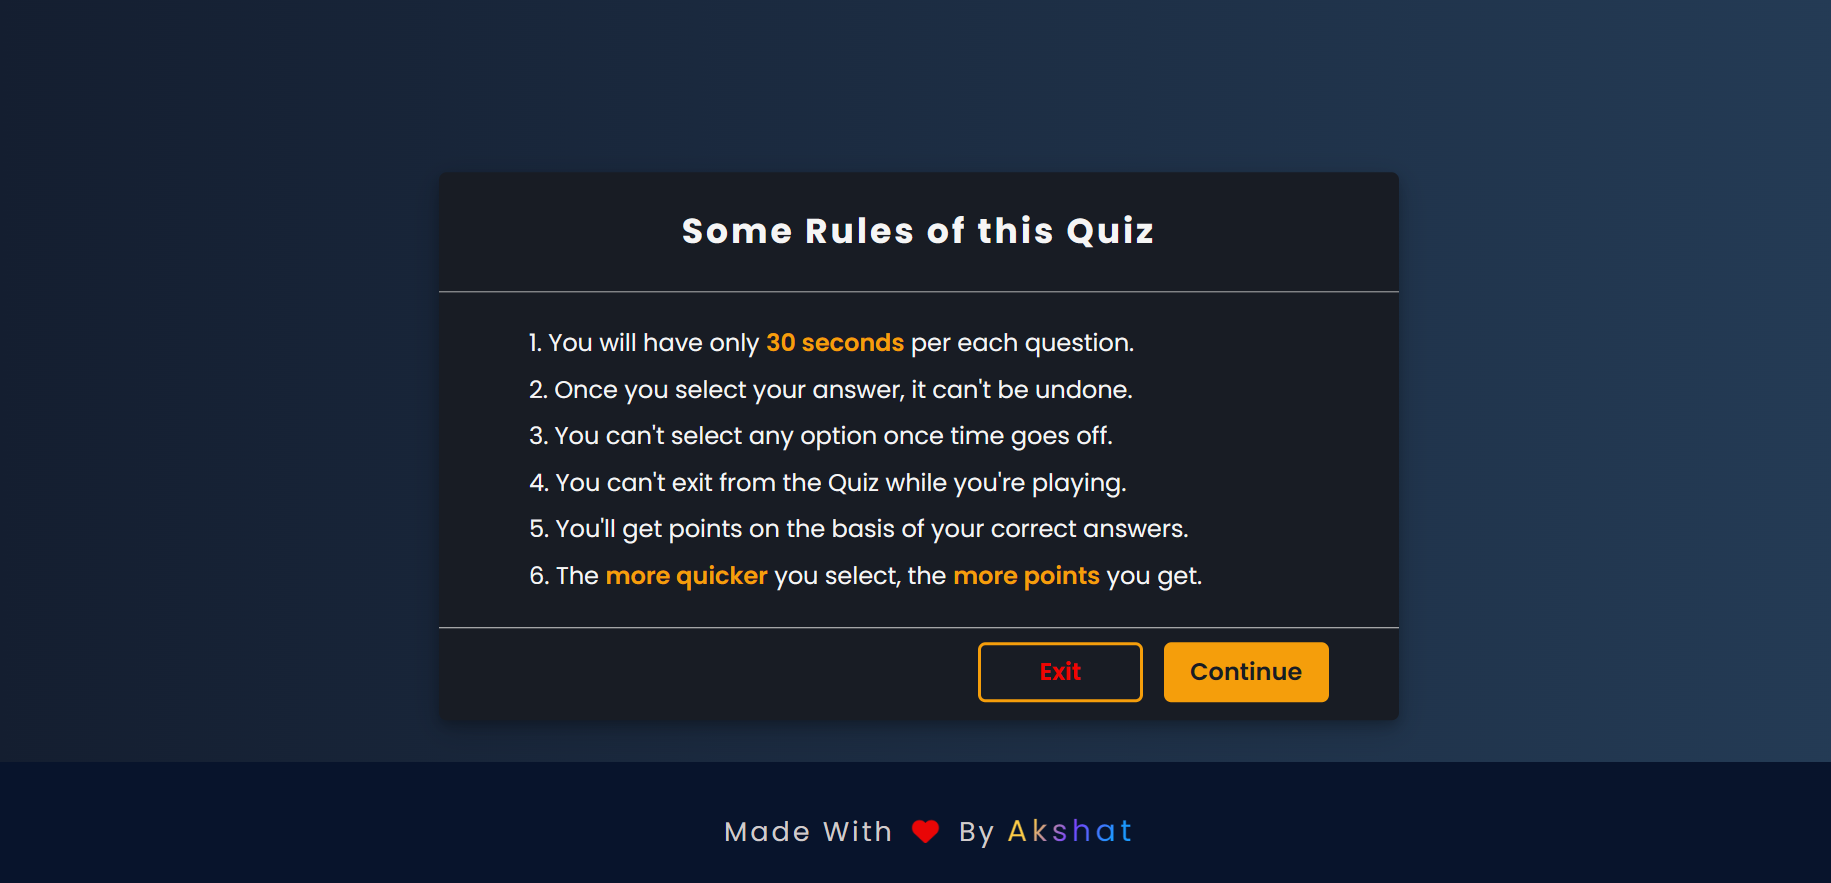 Some Rules of this Quiz
1. You will have only 30 seconds per each question.
2. Once you select your answer, it can't be undone.
3. You can't select any option once time goes off.
4. You can't exit from the Quiz while you're playing.
5. You'll get points on the basis of your correct answers.
6. The more quicker you select, the more points you get.
Exit Continue
Made With ❤ By Akshat